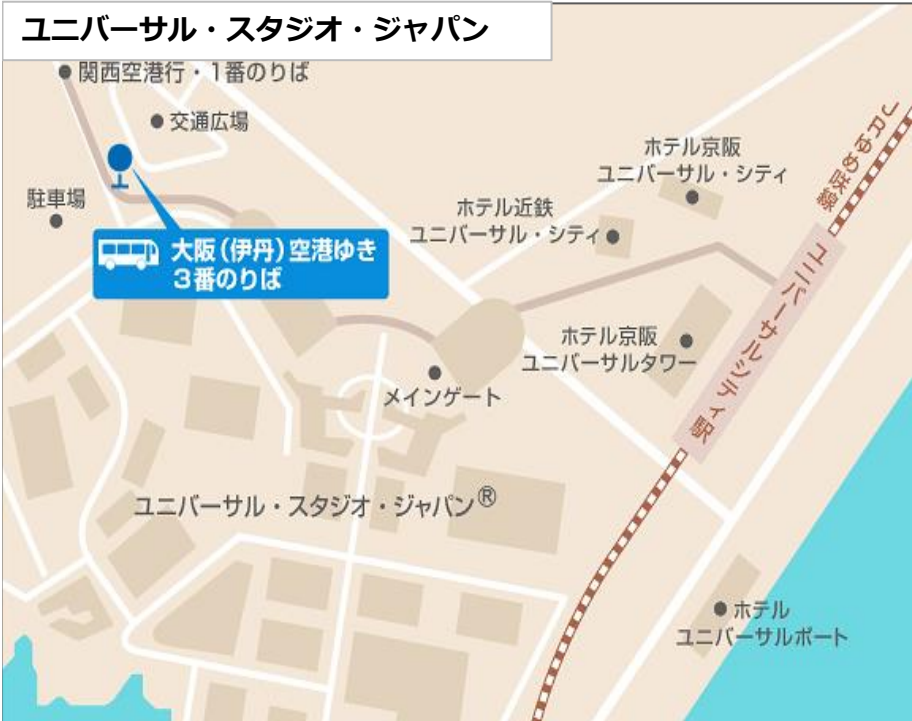 ユニバーサル・スタジオ・ジャパン
関西空港行・1番のりば
交通広場
駐車場
大阪(伊丹)空港ゆき
3番のりば
ホテル京阪
ユニバーサル・シティ
ホテル近鉄
ユニバーサル・シティ
JRゆめ咲線
ユニバーサルシティ駅
ホテル京阪
ユニバーサルタワー
メインゲート
ユニバーサル・スタジオ・ジャパン®
ホテル
ユニバーサルポート